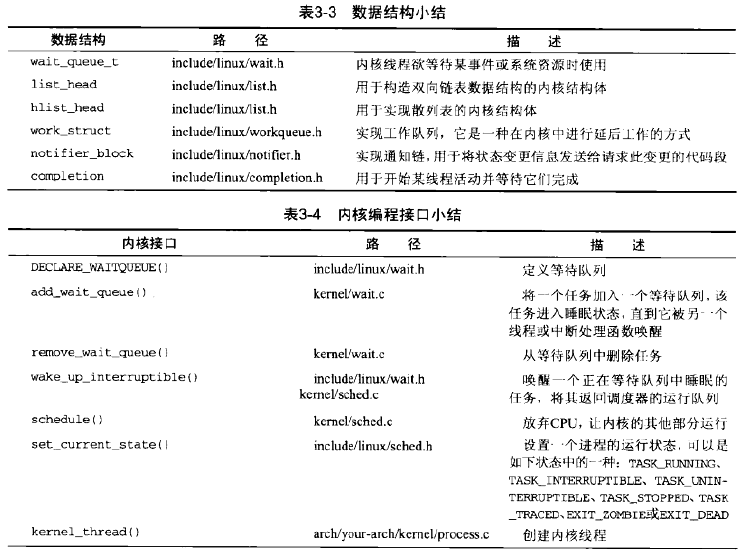 表3-3 数据结构小结
数据结构 路 径 描 述
wait_queue_t include/linux/wait.h 内核线程欲等待某事件或系统资源时使用
list_head include/linux/list.h 用于构造双向链表数据结构的内核结构体
hlist_head include/linux/list.h 用于实现散列表的内核结构体
work_struct include/linux/workqueue.h 实现工作队列，它是一种在内核中进行延后工作的方式
notifier_block include/linux/notifier.h 实现通知链，用于将状态变更信息发送给请求此变更的代码段
completion include/linux/completion.h 用于开始某线程活动并等待它们完成
表3-4 内核编程接口小结
内核接口 路 径 描 述
DECLARE_WAITQUEUE() include/linux/wait.h 定义等待队列
add_wait_queue() kernel/wait.c 将一个任务加入一个等待队列，该
任务进入睡眠状态，直到它被另一个
线程或中断处理函数唤醒
remove_wait_queue() kernel/wait.c 从等待队列中删除任务
wake_up_interruptible() include/linux/wait.h 唤醒一个正在等待队列中睡眠的
kernel/sched.c 任务，将其返回调度器的运行队列
schedule() kernel/sched.c 放弃CPU，让内核的其他部分运行
set_current_state() include/linux/sched.h 设置一个进程的运行状态，可以是
如下状态中的一种：TASK_RUNNING、
TASK_INTERRUPTIBLE、TASK_UNIN-
TERRUPTIBLE、TASK_STOPPED、TASK
_TRACED、EXIT_ZOMBIE或EXIT_DEAD
kernel_thread() arch/your-arch/kernel/process.c 创建内核线程